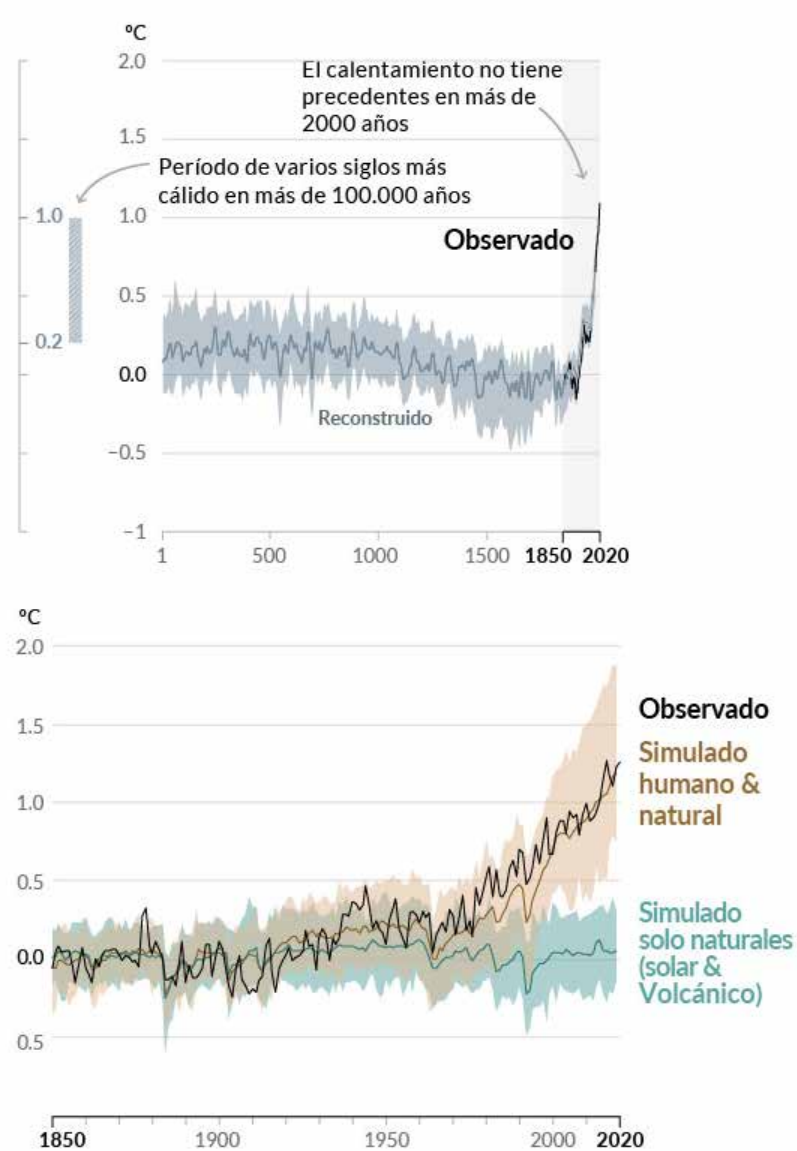 ºC
2.0
El calentamiento no tiene
precedentes en más de
2000 años
1.5
Período de varios siglos más
cálido en más de 100.000 años
1.0
1.0
Observado
0.5
0.2
0.0
Reconstruido
−0.5
−1
1
500
1000
1500
1850
2020
ºC
2.0
1.5
1.0
0.5
0.0
0.5
Observado
Simulado
humano &
natural
Simulado
solo naturales
(solar &
Volcánico)
1850
1900
1950
2000
2020